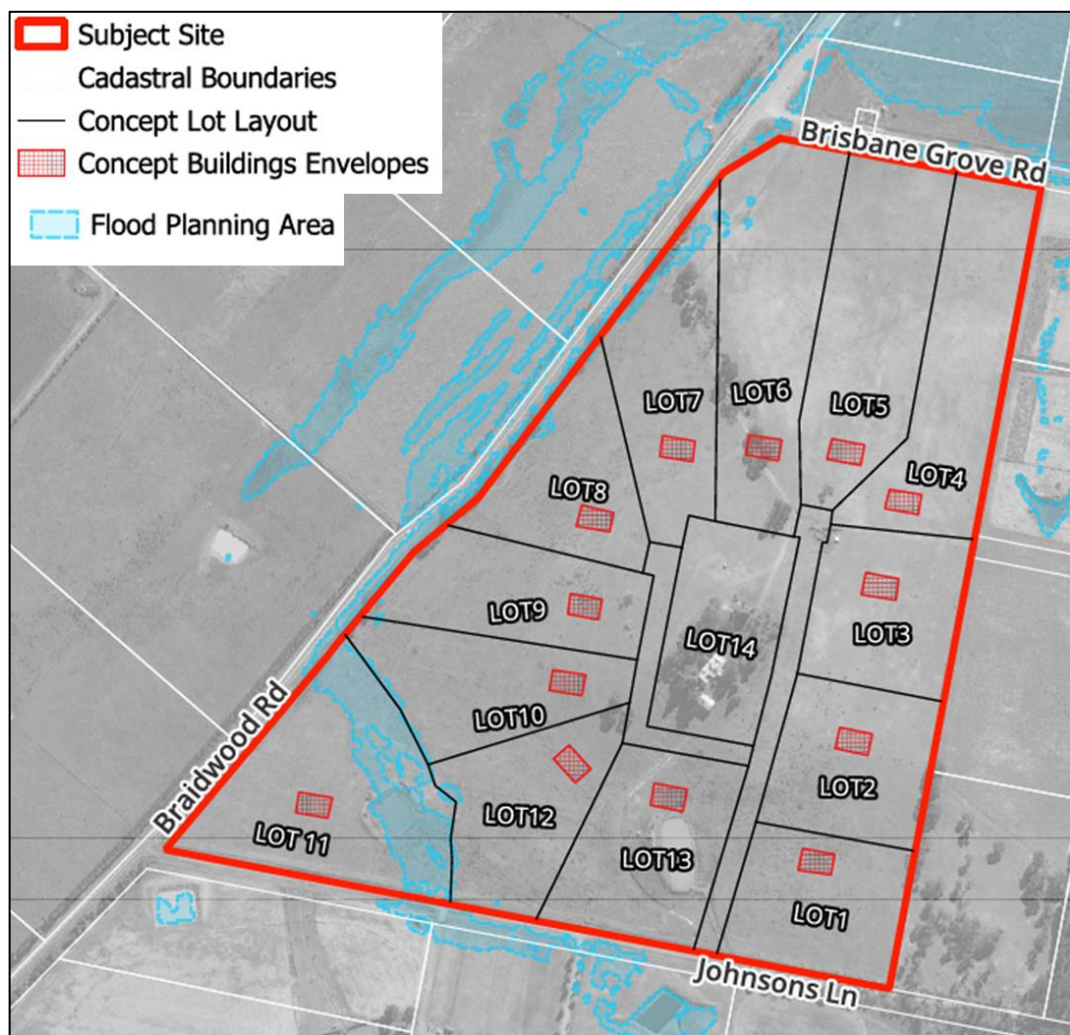 Subject Site
Cadastral Boundaries
Concept Lot Layout
Concept Buildings Envelopes
Flood Planning Area
Brisbane Grove Rd
LOT7
LOT6
LOT5
LOT4
LOT8
LOT9
LOT3
LOT14
LOT10
LOT2
Braidwood Rd
LOT 11
LOT12
LOT13
LOT1
Johnsons Ln